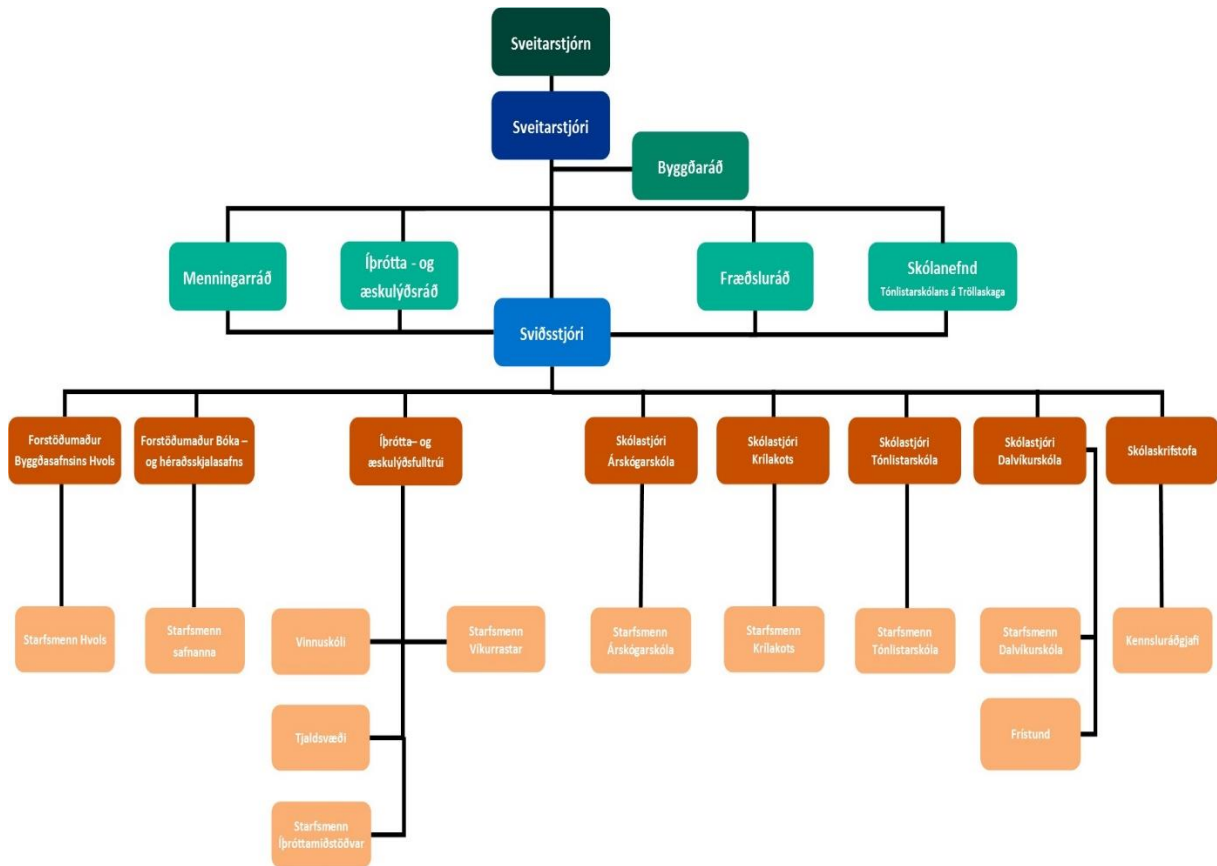 Sveitarstjórn
Sveitarstjóri
Byggðaráð
Menningarráð
Íþrótta - og
æskulýðsráð
Fræðsluráð
Skólanefnd
Tónlistarskólans á Tröllaskaga
Sviðsstjóri
Forstöðumaður
Byggðasafnsins Hvols
Forstöðumaður Bóka –
og héraðsskjalasafns
Íþrótta– og
æskulýðsfulltrúi
Skólastjóri
Árskógarskóla
Skólastjóri
Krílakots
Skólastjóri
Tónlistarskóla
Skólastjóri
Dalvíkurskóla
Skólaskrifstofa
Starfsmenn Hvols
Starfsmenn
safnanna
Vinnuskóli
Starfsmenn
Víkurrastar
Starfsmenn
Árskógarskóla
Starfsmenn
Krílakots
Starfsmenn
Tónlistarskóla
Starfsmenn
Dalvíkurskóla
Kennsluráðgjafi
Tjaldsvæði
Frístund
Starfsmenn
Íþróttamiðstöðvar